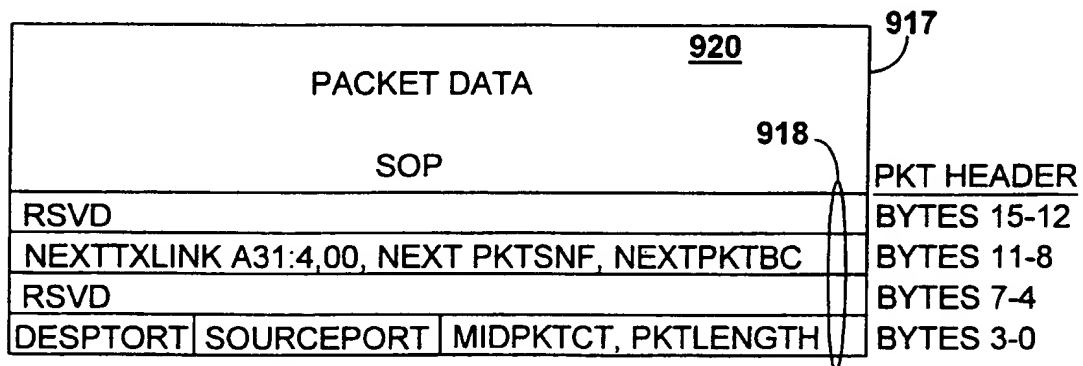 917
920
PACKET DATA
918
SOP
PKT HEADER
RSVD BYTES 15-12
NEXTTXLINK A31:4,00, NEXT PKTSNF, NEXTPKTBC BYTES 11-8
RSVD BYTES 7-4
DESPTORT SOURCEPORT MIDPKTCT, PKTLENGTH BYTES 3-0